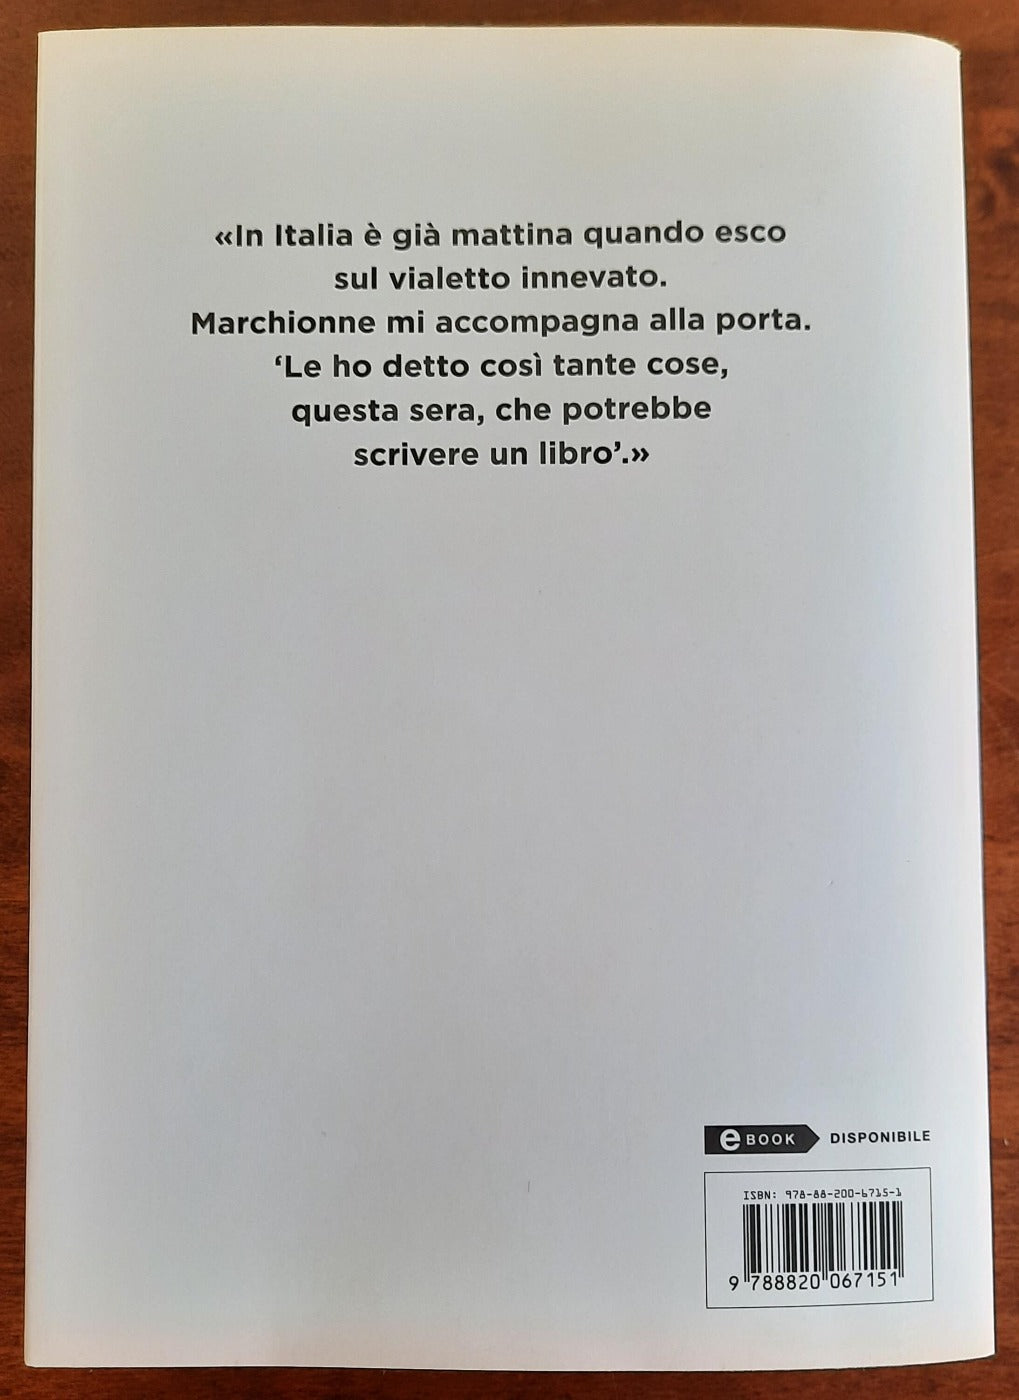 «In Italia è già mattina quando esco
sul vialetto innevato.
Marchionne mi accompagna alla porta.
‘Le ho detto così tante cose,
questa sera, che potrebbe
scrivere un libro’.»
eBOOK DISPONIBILE
ISBN: 978-88-200-6715-1
9 788820 067151